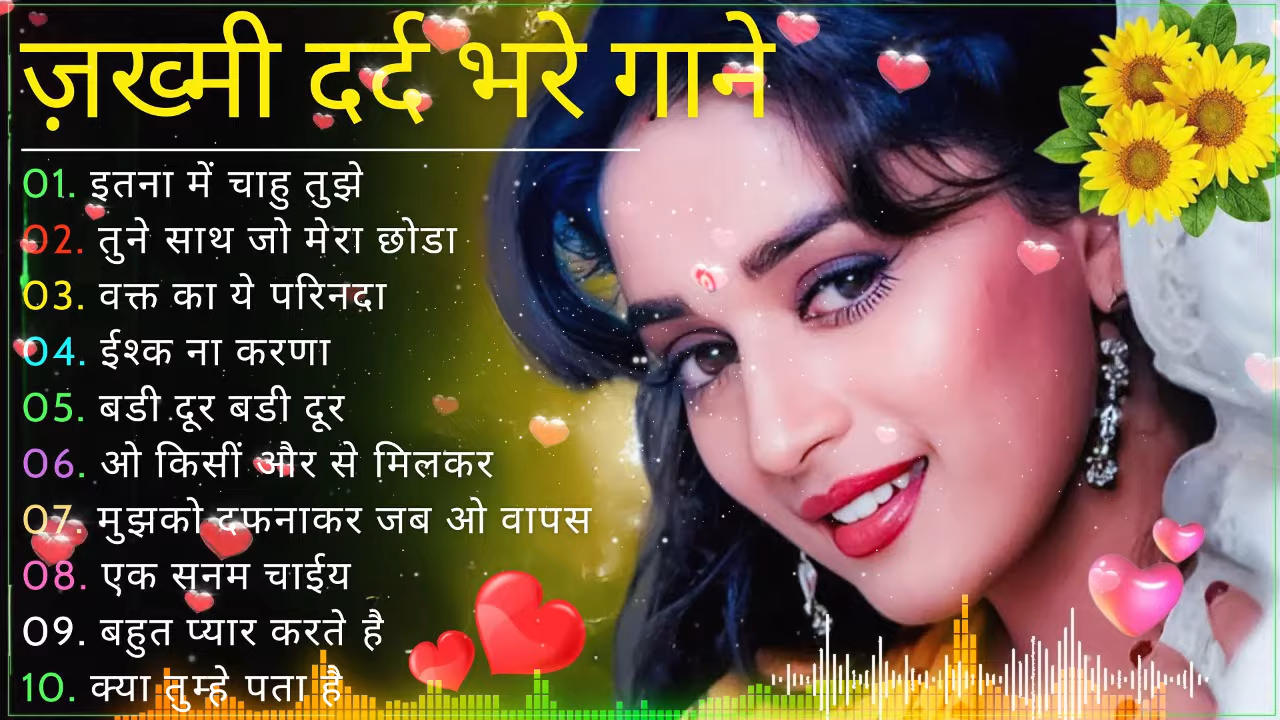 ज़ख्मी दर्द भरे गाने
01. इतना में चाहु तुझे
02. तुने साथ जो मेरा छोडा
03. वक्त का ये परिनदा
04. ईश्क ना करणा
05. बडी दूर बडी दूर
06. ओ किसीं और से मिलकर
07. मुझको दफनाकर जब ओ वापस
08. एक सनम चाईय
09. बहुत प्यार करते है
10. क्या तुम्हे पता है